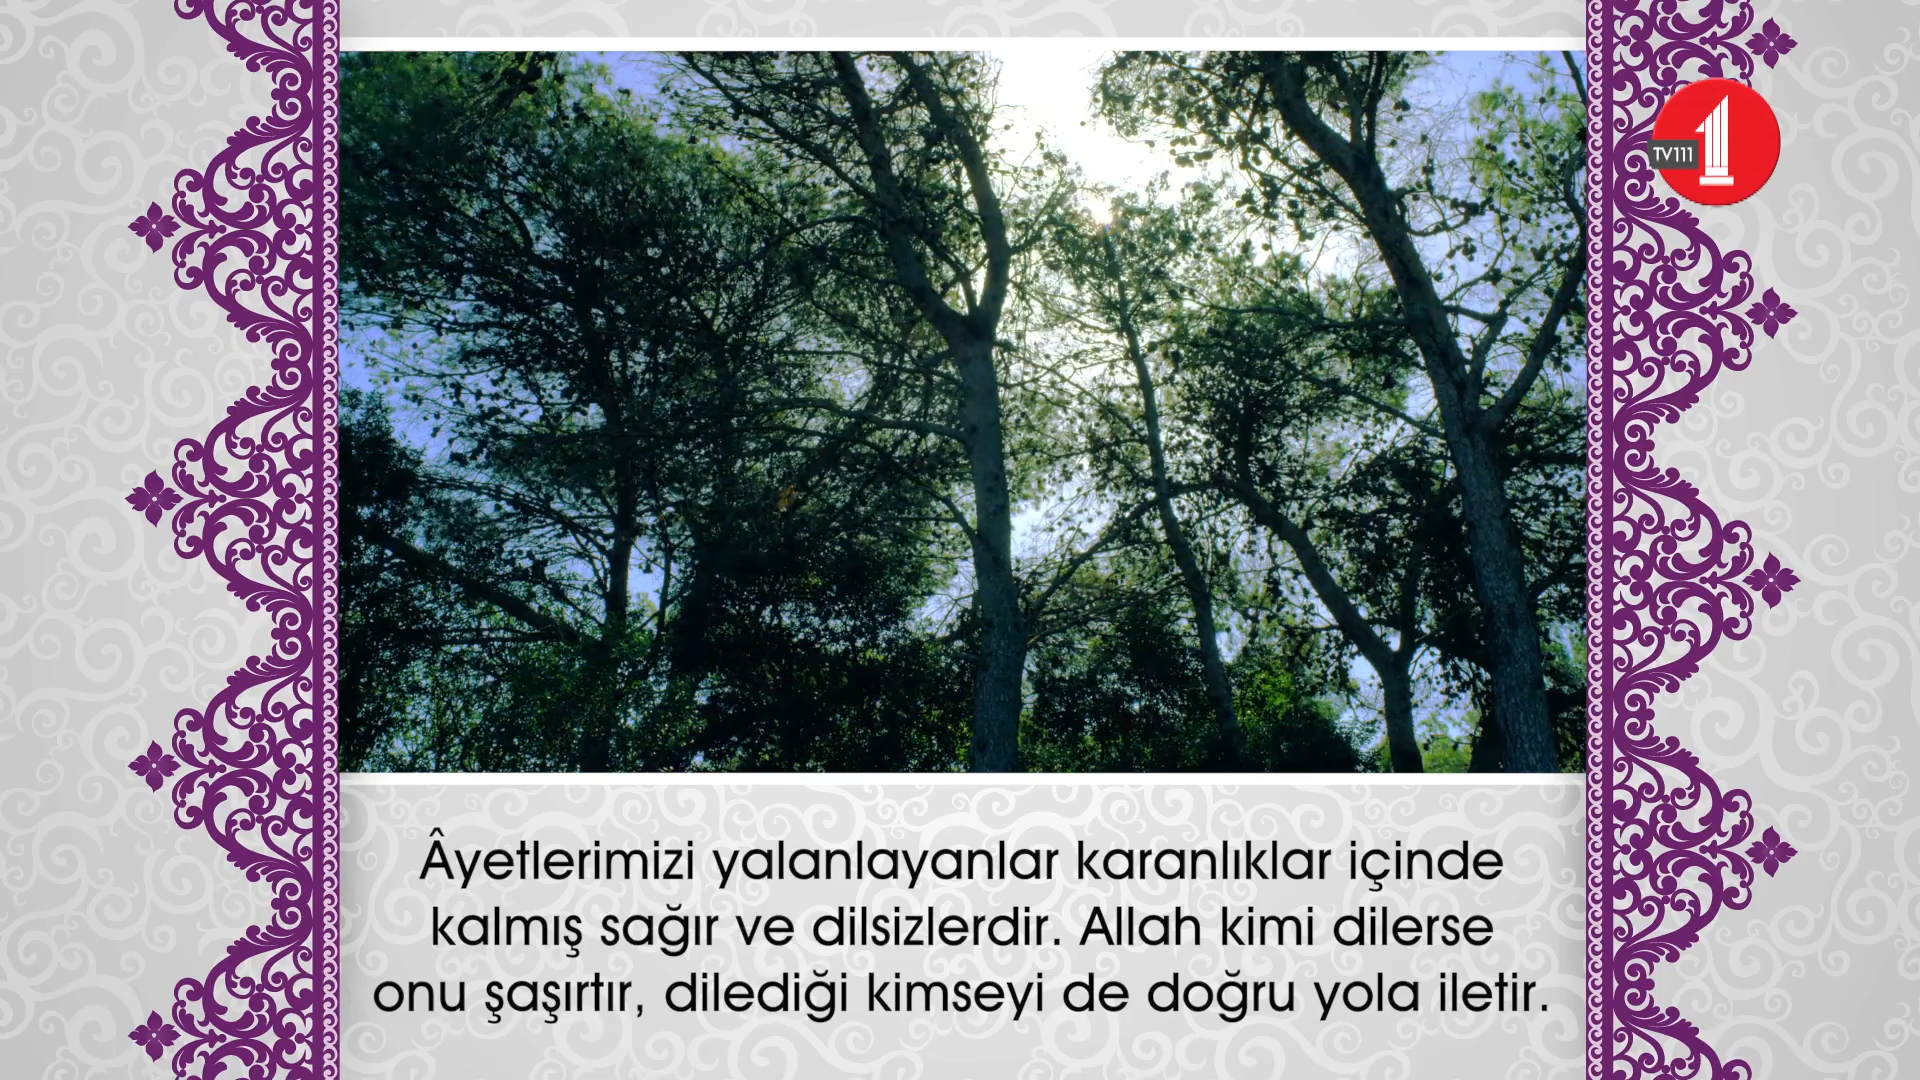 TV111
Âyetlerimizi yalanlayanlar karanlıklar içinde
kalmış sağır ve dilsizlerdir. Allah kimi dilerse
onu şaşırtır, dilediği kimseyi de doğru yola iletir.